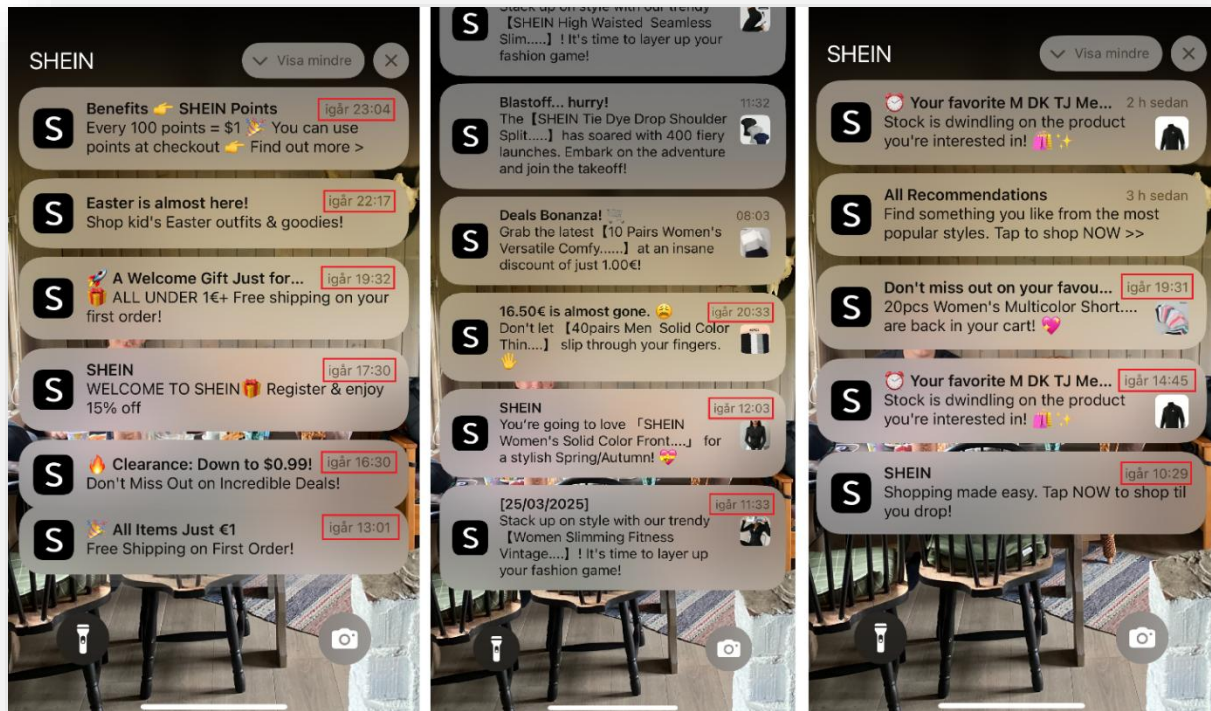 SHEIN
Visa mindre
S
Benefits 👉 SHEIN Points
igår 23:04
Every 100 points = $1 🎉 You can use
points at checkout 👉 Find out more >
S
Easter is almost here!
igår 22:17
Shop kid's Easter outfits & goodies!
S
🚀 A Welcome Gift Just for...
igår 19:32
🎁 ALL UNDER 1€+ Free shipping on your
first order!
S
SHEIN
igår 17:30
WELCOME TO SHEIN🎁 Register & enjoy
15% off
S
🔥 Clearance: Down to $0.99!
igår 16:30
Don't Miss Out on Incredible Deals!
S
🎉 All Items Just €1
igår 13:01
Free Shipping on First Order!
S
Stack up on style with our trendy
【SHEIN High Waisted Seamless
Slim.....】! It's time to layer up your
fashion game!
S
Blastoff... hurry!
11:32
The【SHEIN Tie Dye Drop Shoulder
Split.....】has soared with 400 fiery
launches. Embark on the adventure
and join the takeoff!
S
Deals Bonanza! 🛒
08:03
Grab the latest【10 Pairs Women's
Versatile Comfy......】at an insane
discount of just 1.00€!
S
16.50€ is almost gone. 😩
igår 20:33
Don't let【40pairs Men Solid Color
Thin....】slip through your fingers.
🖐
S
SHEIN
igår 12:03
You're going to love「SHEIN
Women's Solid Color Front....」for
a stylish Spring/Autumn! 💝
S
[25/03/2025]
igår 11:33
Stack up on style with our trendy
【Women Slimming Fitness
Vintage....】! It's time to layer up
your fashion game!
SHEIN
Visa mindre
S
⏰ Your favorite M DK TJ Me...
2 h sedan
Stock is dwindling on the product
you're interested in! 🛍✨
S
All Recommendations
3 h sedan
Find something you like from the most
popular styles. Tap to shop NOW >>
S
Don't miss out on your favou...
igår 19:31
20pcs Women's Multicolor Short....
are back in your cart! 💖
S
⏰ Your favorite M DK TJ Me...
igår 14:45
Stock is dwindling on the product
you're interested in! 🛍✨
S
SHEIN
igår 10:29
Shopping made easy. Tap NOW to shop til
you drop!